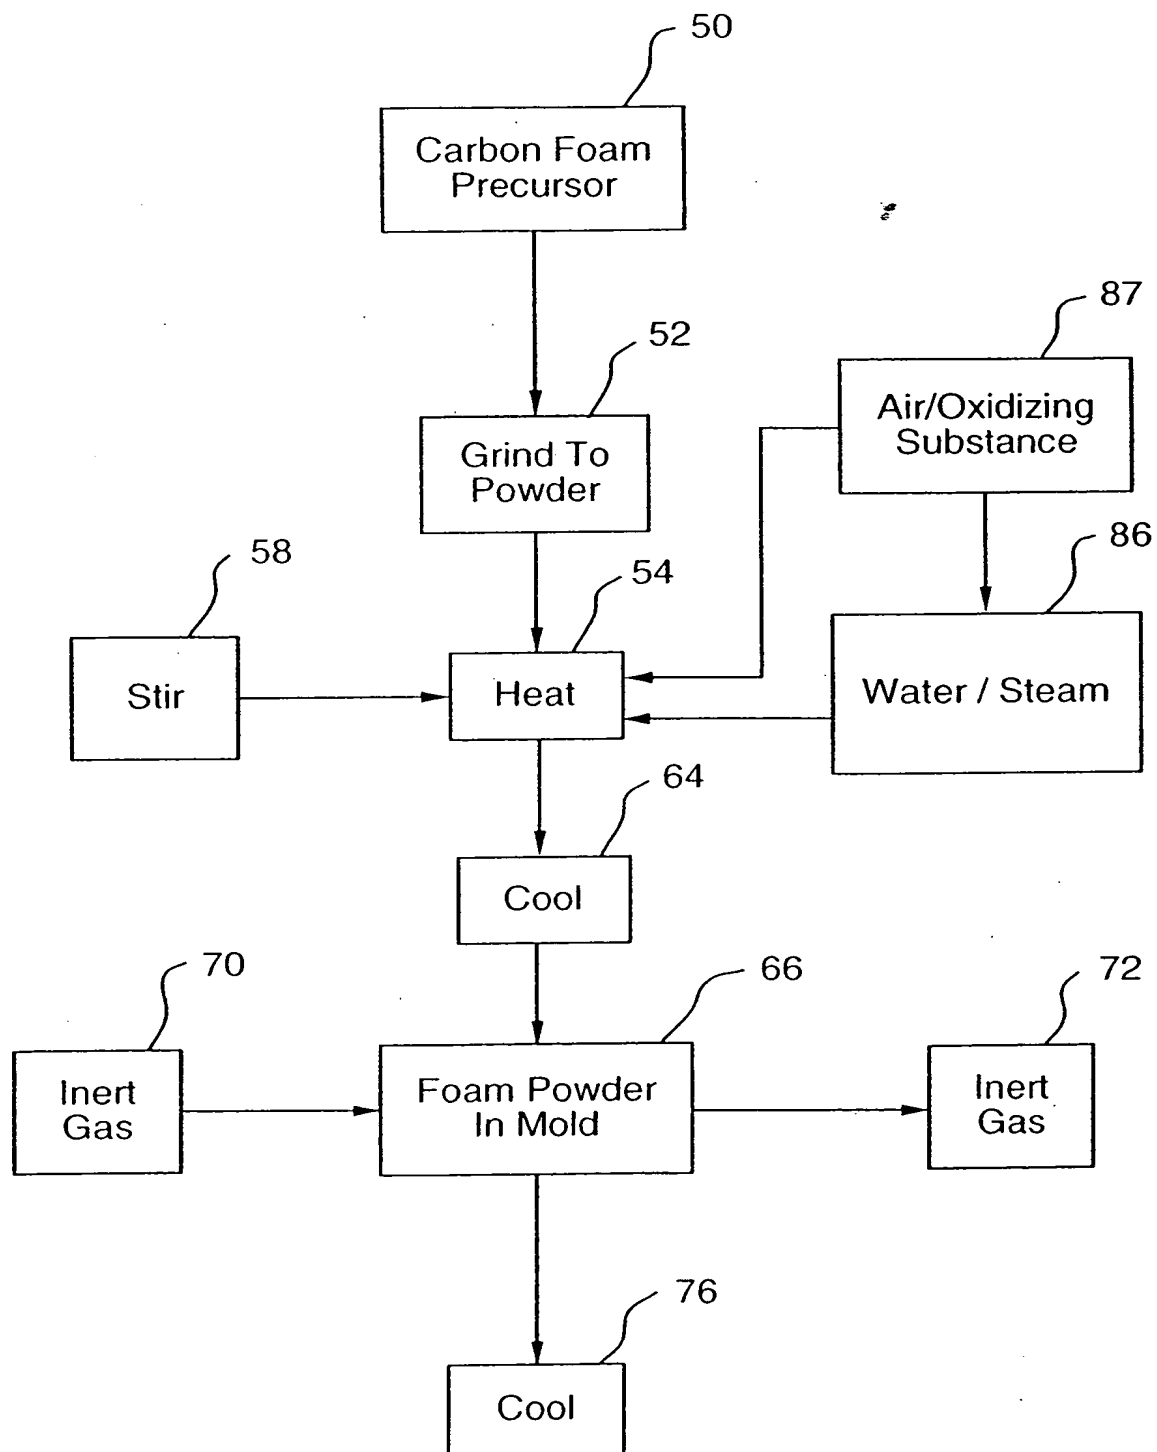 50
Carbon Foam
Precursor
52
Grind To
Powder
87
Air/Oxidizing
Substance
58
Stir
54
Heat
86
Water / Steam
64
Cool
70
Inert
Gas
66
Foam Powder
In Mold
72
Inert
Gas
76
Cool